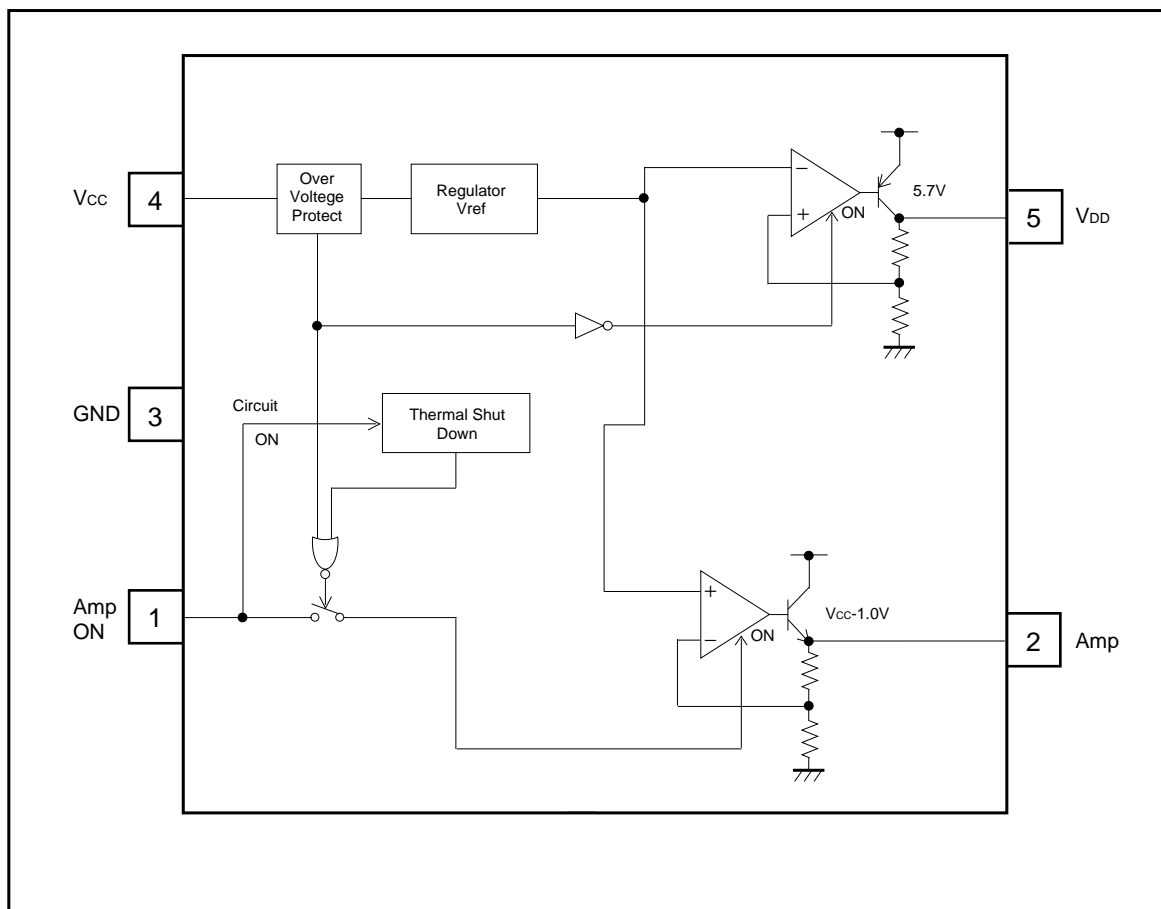 VCC
4
Over
Voltege
Protect
Regulator
Vref
−
+
ON
5.7V
5
VDD
GND
3
Circuit
ON
Thermal Shut
Down
Amp
ON
1
+
−
ON
VCC-1.0V
2
Amp